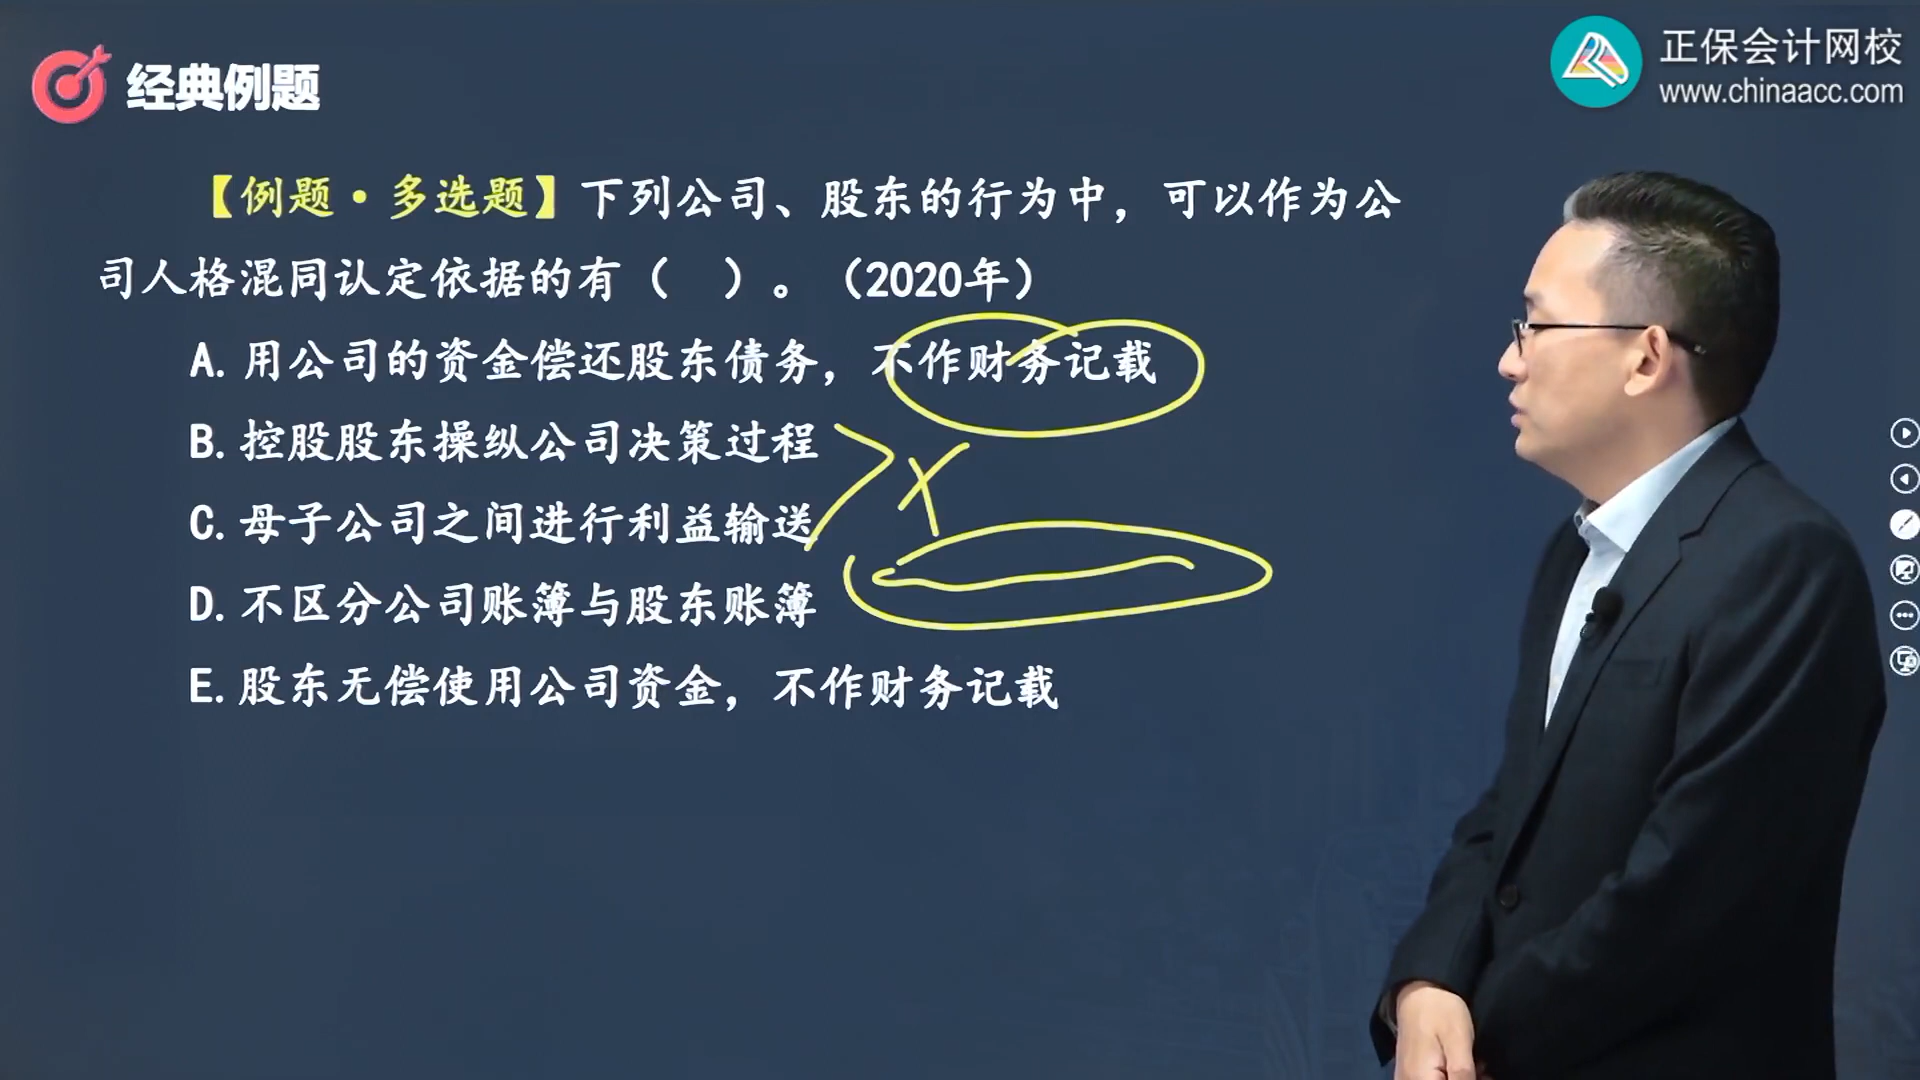 经典例题
正保会计网校
www.chinaacc.com
【例题·多选题】下列公司、股东的行为中，可以作为公
司人格混同认定依据的有（ ）。（2020年）
A. 用公司的资金偿还股东债务，不作财务记载
B. 控股股东操纵公司决策过程
C. 母子公司之间进行利益输送
D. 不区分公司账簿与股东账簿
E. 股东无偿使用公司资金，不作财务记载